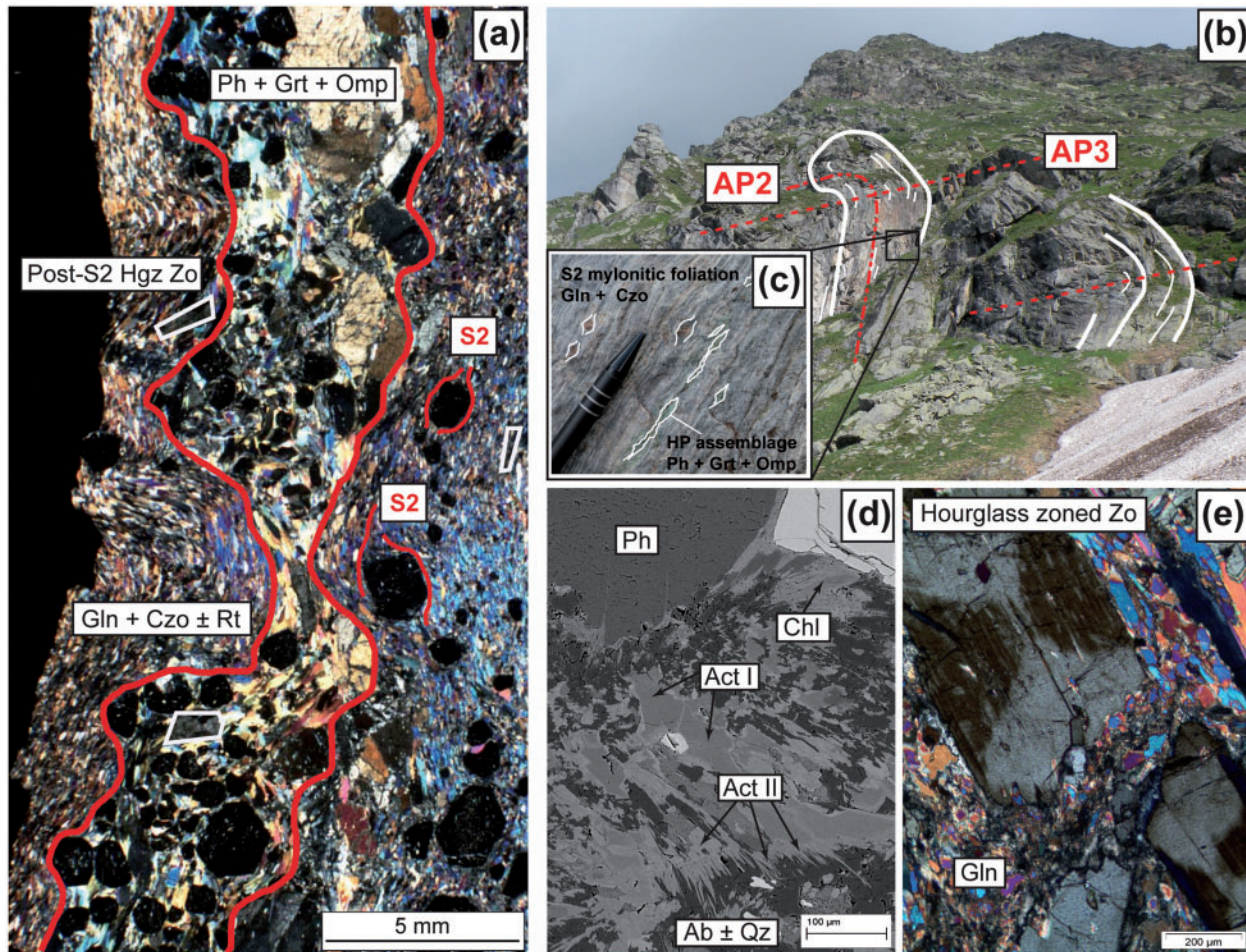 (a)
Ph + Grt + Omp
Post-S2 Hgz Zo
S2
S2
Gln + Czo ± Rt
5 mm
(b)
AP2
AP3
(c)
S2 mylonitic foliation
Gln + Czo
HP assemblage
Ph + Grt + Omp
(d)
Ph
Chl
Act I
Act II
Ab ± Qz
100 µm
(e)
Hourglass zoned Zo
Gln
200 µm